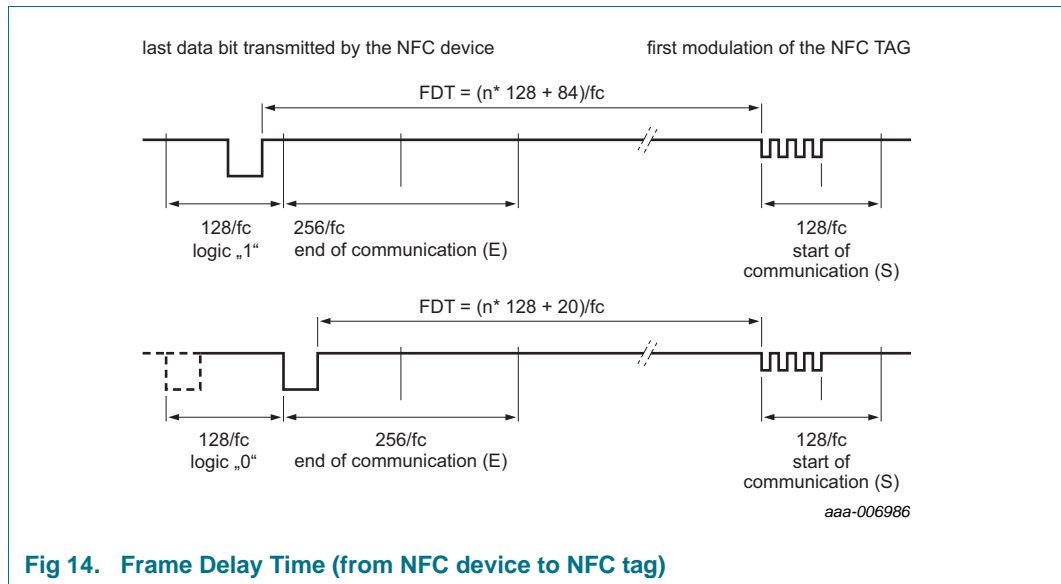 last data bit transmitted by the NFC device
first modulation of the NFC TAG
FDT = (n* 128 + 84)/fc
128/fc
logic „1“
256/fc
end of communication (E)
128/fc
start of
communication (S)
FDT = (n* 128 + 20)/fc
128/fc
logic „0“
256/fc
end of communication (E)
128/fc
start of
communication (S)
aaa-006986
Fig 14. Frame Delay Time (from NFC device to NFC tag)